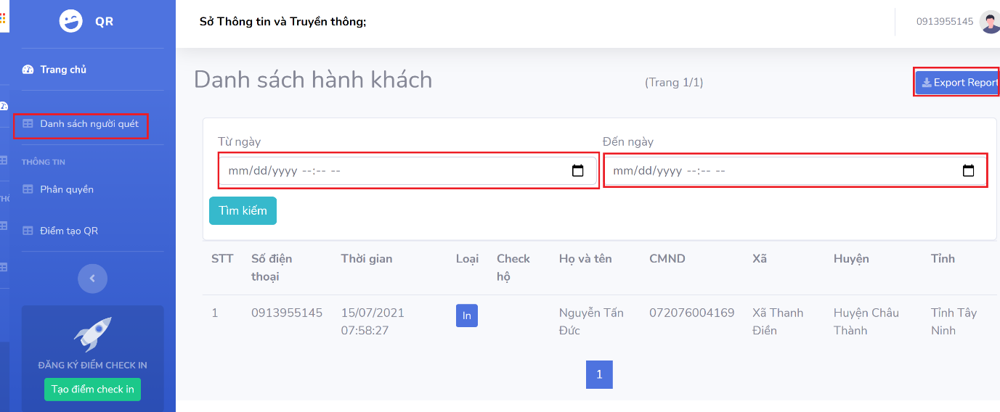 QR
Sở Thông tin và Truyền thông;
0913955145
Trang chủ
Danh sách hành khách
(Trang 1/1)
Export Report
Danh sách người quét
Từ ngày
Đến ngày
THÔNG TIN
mm/dd/yyyy --:-- --
mm/dd/yyyy --:-- --
Phân quyền
Tìm kiếm
Điểm tạo QR
STT
Số điện
thoại
Thời gian
Loại
Check
hộ
Họ và tên
CMND
Xã
Huyện
Tỉnh
1
0913955145
15/07/2021
07:58:27
In
Nguyễn Tấn
Đức
072076004169
Xã Thanh
Điền
Huyện Châu
Thành
Tỉnh Tây
Ninh
ĐĂNG KÝ ĐIỂM CHECK IN
Tạo điểm check in
1